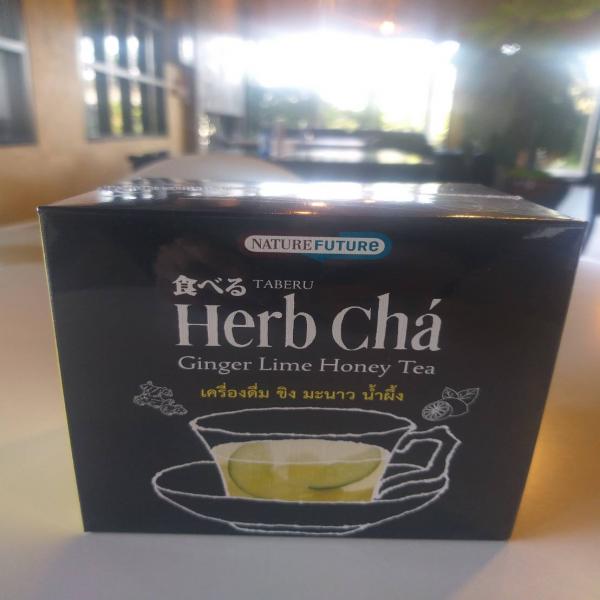 NATUREFUTURe
食べる TABERU
Herb Chá
Ginger Lime Honey Tea
เครื่องดื่ม ขิง มะนาว น้ำผึ้ง